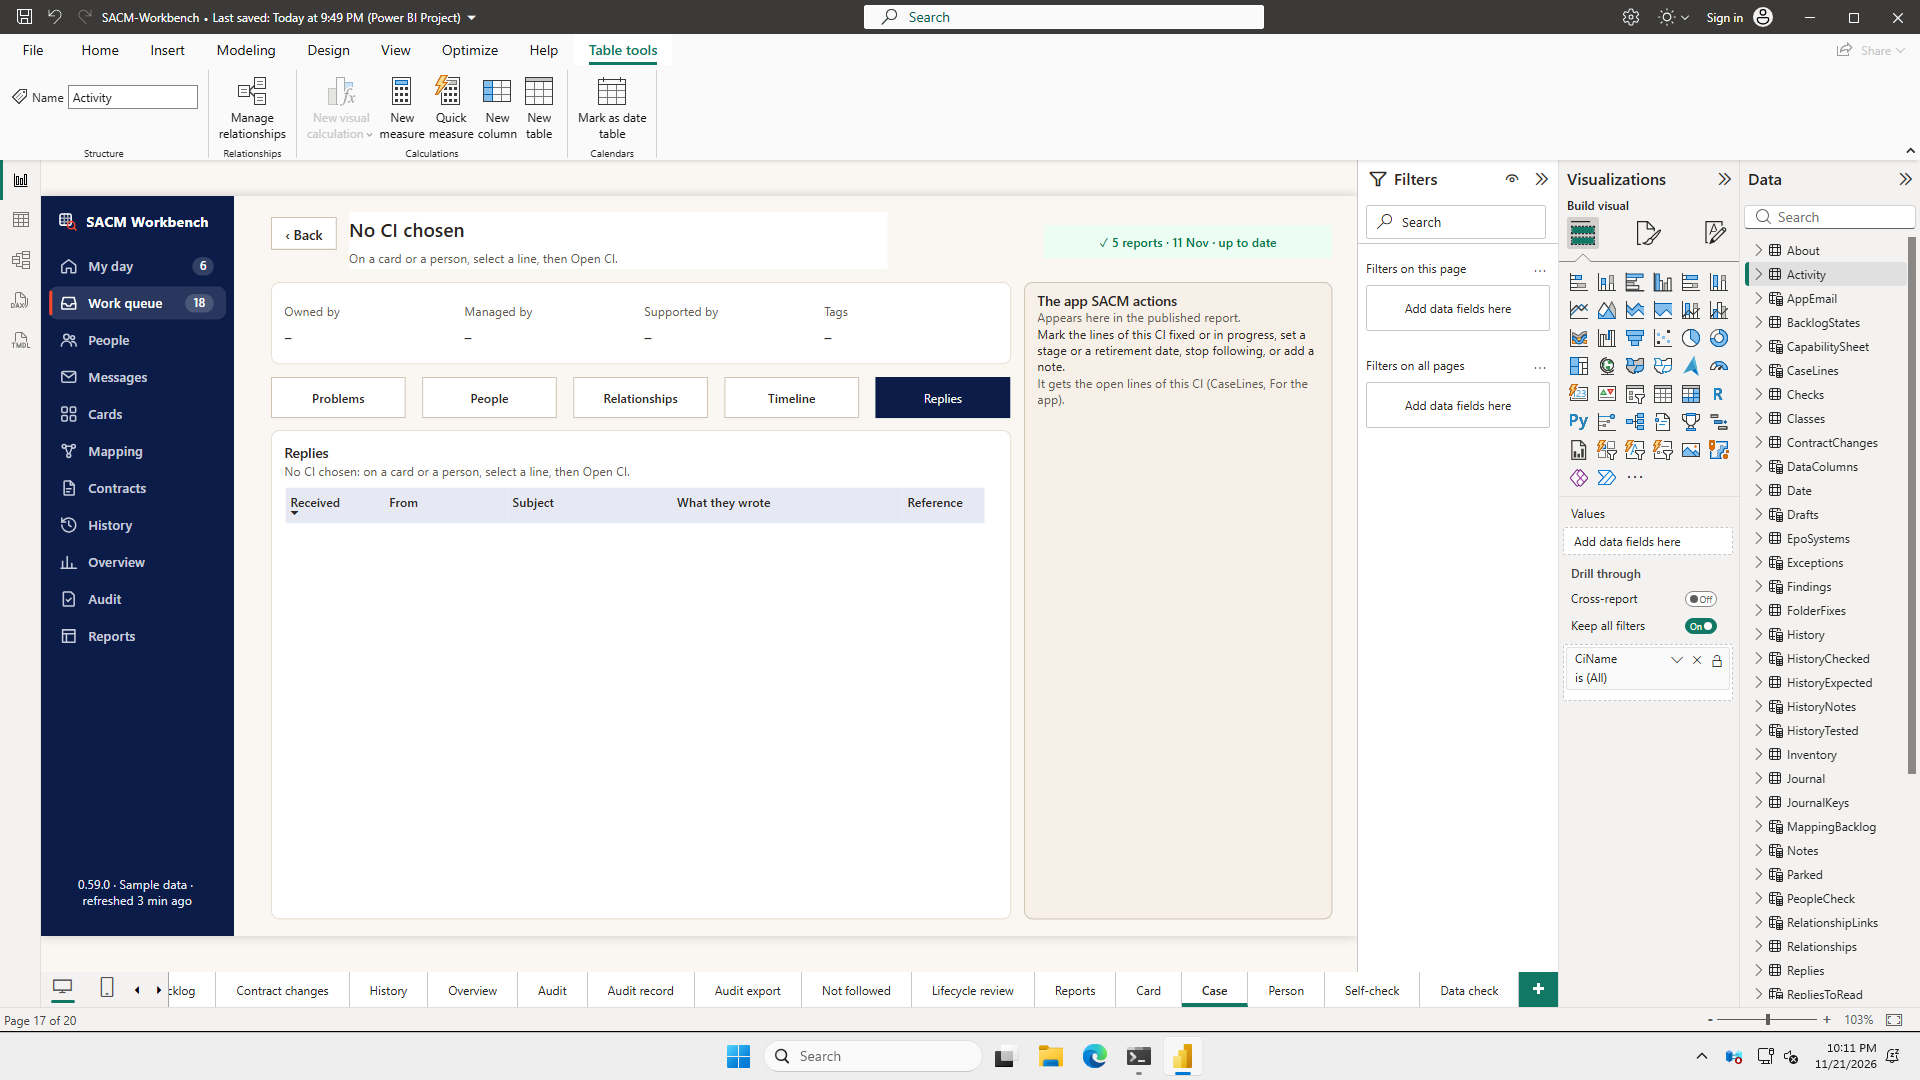 SACM-Workbench • Last saved: Today at 9:49 PM (Power BI Project)
Search
Sign in
File
Home
Insert
Modeling
Design
View
Optimize
Help
Table tools
Share
Name
Activity
Structure
Manage
relationships
Relationships
New visual
calculation
New
measure
Quick
measure
New
column
New
table
Calculations
Mark as date
table
Calendars
DAX
TMDL
SACM Workbench
My day
6
Work queue
18
People
Messages
Cards
Mapping
Contracts
History
Overview
Audit
Reports
0.59.0 · Sample data ·
refreshed 3 min ago
‹ Back
No CI chosen
On a card or a person, select a line, then Open CI.
✓ 5 reports · 11 Nov · up to date
Owned by
–
Managed by
–
Supported by
–
Tags
–
Problems
People
Relationships
Timeline
Replies
Replies
No CI chosen: on a card or a person, select a line, then Open CI.
Received
From
Subject
What they wrote
Reference
The app SACM actions
Appears here in the published report.
Mark the lines of this CI fixed or in progress, set a
stage or a retirement date, stop following, or add a
note.
It gets the open lines of this CI (CaseLines, For the
app).
Filters
Search
Filters on this page
...
Add data fields here
Filters on all pages
...
Add data fields here
Visualizations
Build visual
R
Py
...
Values
Add data fields here
Drill through
Cross-report
Off
Keep all filters
On
CiName
is (All)
Data
Search
About
Activity
AppEmail
BacklogStates
CapabilitySheet
CaseLines
Checks
Classes
ContractChanges
DataColumns
Date
Drafts
EpoSystems
Exceptions
Findings
FolderFixes
History
HistoryChecked
HistoryExpected
HistoryNotes
HistoryTested
Inventory
Journal
JournalKeys
MappingBacklog
Notes
Parked
PeopleCheck
RelationshipLinks
Relationships
Replies
RepliesToRead
cklog
Contract changes
History
Overview
Audit
Audit record
Audit export
Not followed
Lifecycle review
Reports
Card
Case
Person
Self-check
Data check
+
Page 17 of 20
-
+
103%
Search
10:11 PM
11/21/2026